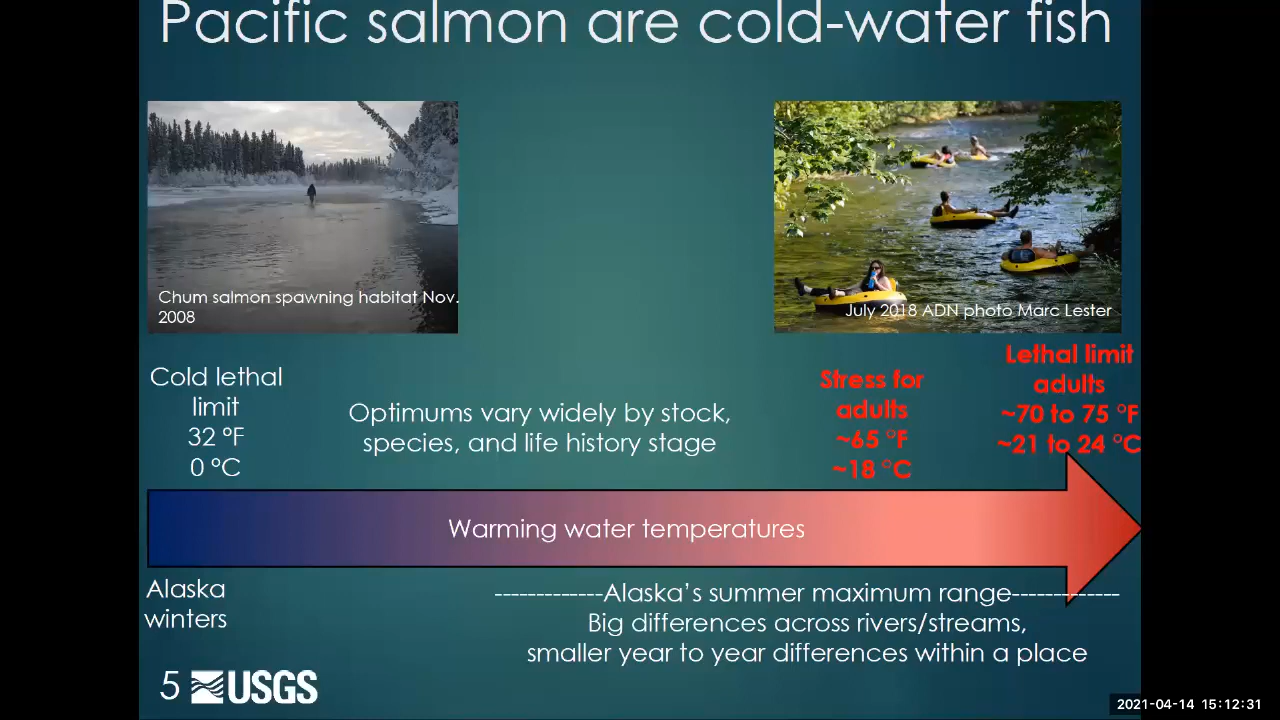 Pacific salmon are cold-water fish
Chum salmon spawning habitat Nov.
2008
July 2018 ADN photo Marc Lester
Cold lethal
limit
32 °F
0 °C
Optimums vary widely by stock,
species, and life history stage
Stress for
adults
~65 °F
~18 °C
Lethal limit
adults
~70 to 75 °F
~21 to 24 °C
Warming water temperatures
Alaska
winters
-------------Alaska’s summer maximum range-------------
Big differences across rivers/streams,
smaller year to year differences within a place
5 USGS
2021-04-14 15:12:31